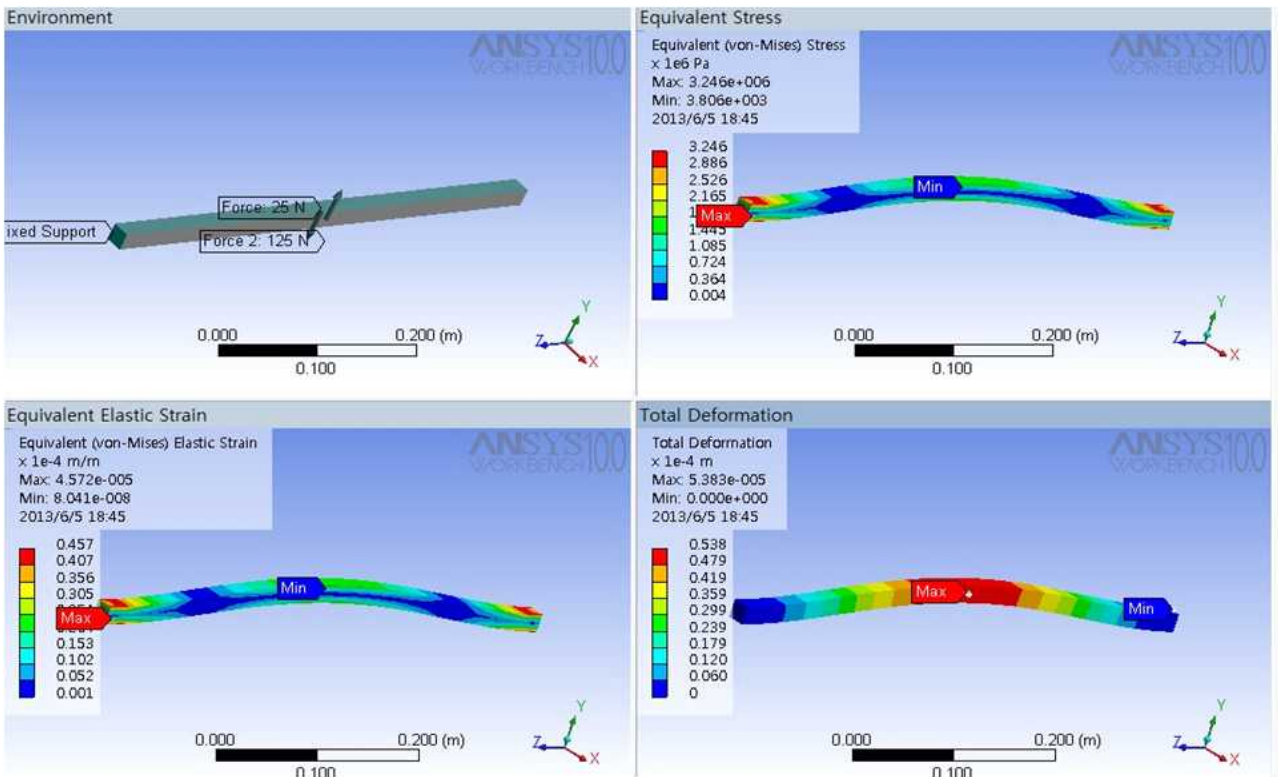 Environment
ANSYS 10.0
WORKBENCH
Force: 25 N
ixed Support
Force 2: 125 N
Y
Z
X
0.000
0.200 (m)
0.100
Equivalent Stress
Equivalent (von-Mises) Stress
x 1e6 Pa
Max: 3.246e+006
Min: 3.806e+003
2013/6/5 18:45
ANSYS 10.0
WORKBENCH
3.246
2.886
2.526
2.165
1.445
1.085
0.724
0.364
0.004
Min
Max
Y
Z
X
0.000
0.200 (m)
0.100
Equivalent Elastic Strain
Equivalent (von-Mises) Elastic Strain
x 1e-4 m/m
Max: 4.572e-005
Min: 8.041e-008
2013/6/5 18:45
ANSYS 10.0
WORKBENCH
0.457
0.407
0.356
0.305
0.153
0.102
0.052
0.001
Min
Max
Y
Z
X
0.000
0.200 (m)
0.100
Total Deformation
Total Deformation
x 1e-4 m
Max: 5.383e-005
Min: 0.000e+000
2013/6/5 18:45
ANSYS 10.0
WORKBENCH
0.538
0.479
0.419
0.359
0.299
0.239
0.179
0.120
0.060
0
Max
Min
Y
Z
X
0.000
0.200 (m)
0.100